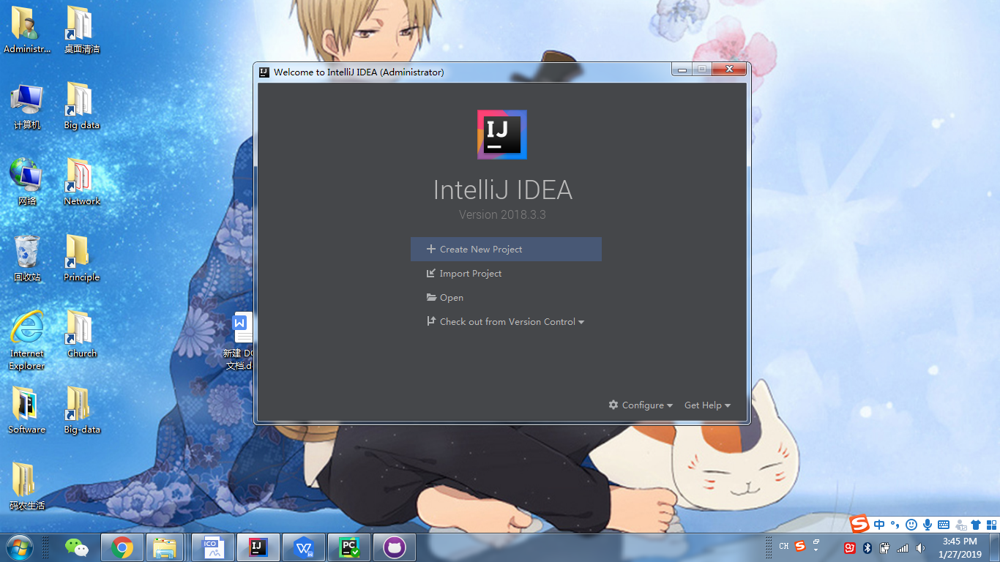 Administr...
桌面清洁
计算机
Big data
网络
Network
回收站
Principle
Internet
Explorer
Church
Software
Big-data
码农生活
W
新建 DO
文档.d
IJ
Welcome to IntelliJ IDEA (Administrator)
IJ
IntelliJ IDEA
Version 2018.3.3
Create New Project
Import Project
Open
Check out from Version Control
Configure
Get Help
S 中
ICO
IJ
W
PC
CH S
3:45 PM
1/27/2019